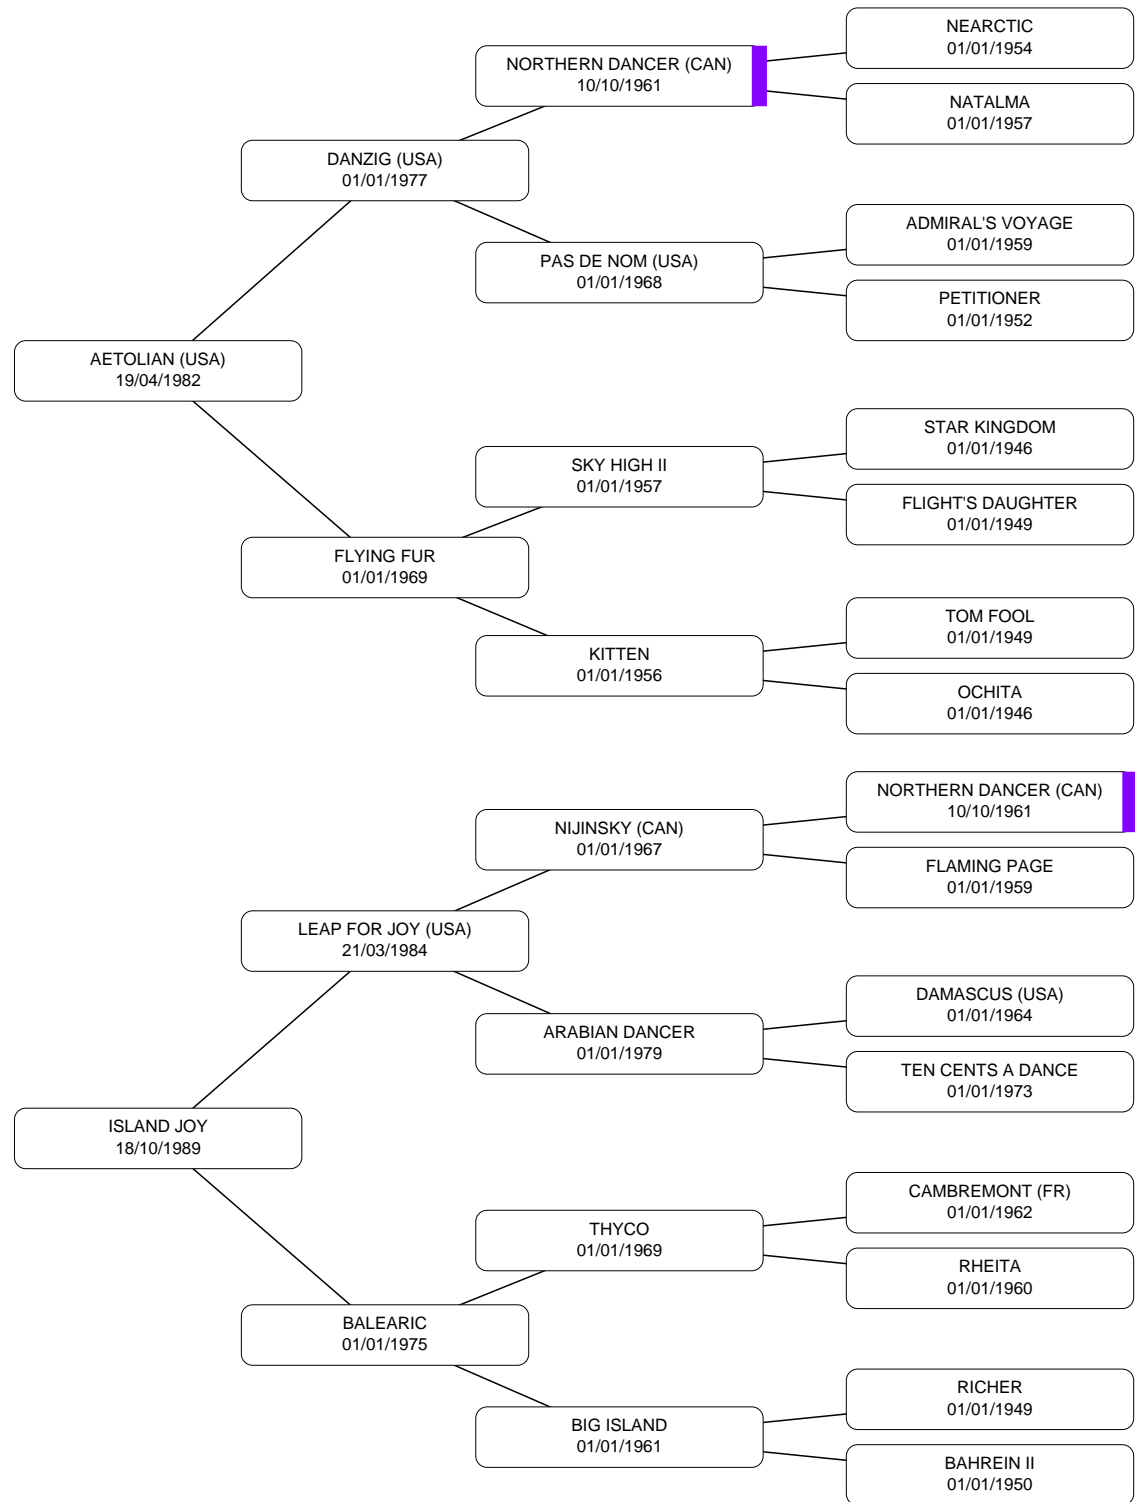 NEARCTIC
01/01/1954
NORTHERN DANCER (CAN)
10/10/1961
NATALMA
01/01/1957
DANZIG (USA)
01/01/1977
ADMIRAL'S VOYAGE
01/01/1959
PAS DE NOM (USA)
01/01/1968
PETITIONER
01/01/1952
AETOLIAN (USA)
19/04/1982
STAR KINGDOM
01/01/1946
SKY HIGH II
01/01/1957
FLIGHT'S DAUGHTER
01/01/1949
FLYING FUR
01/01/1969
TOM FOOL
01/01/1949
KITTEN
01/01/1956
OCHITA
01/01/1946
NORTHERN DANCER (CAN)
10/10/1961
NIJINSKY (CAN)
01/01/1967
FLAMING PAGE
01/01/1959
LEAP FOR JOY (USA)
21/03/1984
DAMASCUS (USA)
01/01/1964
ARABIAN DANCER
01/01/1979
TEN CENTS A DANCE
01/01/1973
ISLAND JOY
18/10/1989
CAMBREMONT (FR)
01/01/1962
THYCO
01/01/1969
RHEITA
01/01/1960
BALEARIC
01/01/1975
RICHER
01/01/1949
BIG ISLAND
01/01/1961
BAHREIN II
01/01/1950